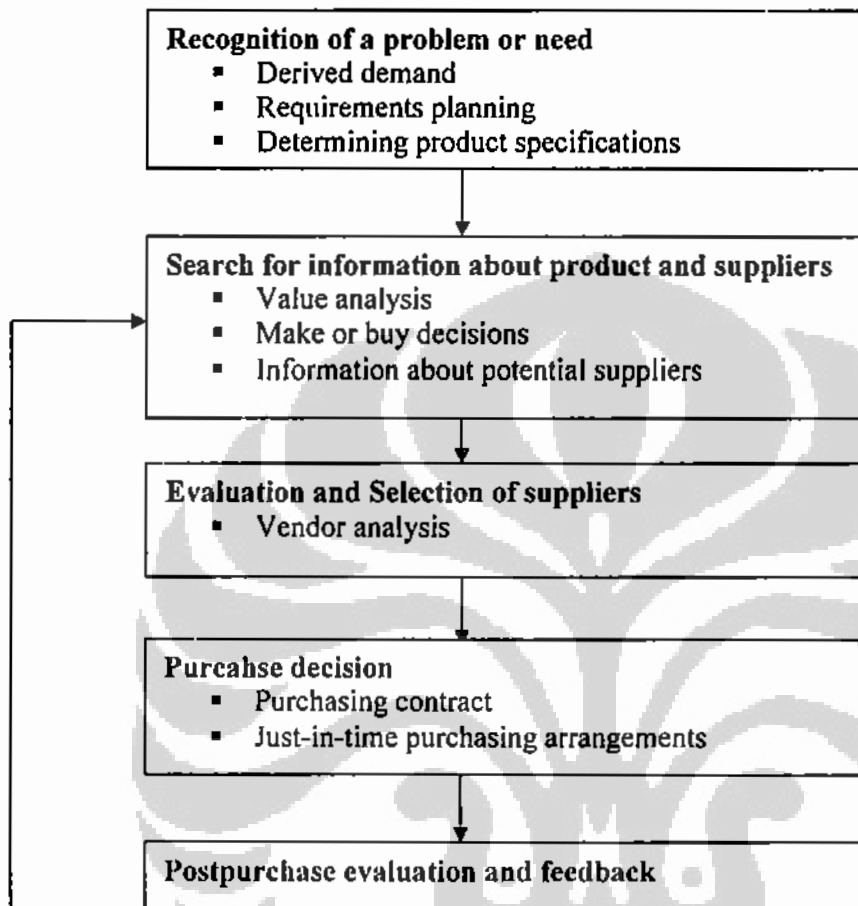 Recognition of a problem or need
▪ Derived demand
▪ Requirements planning
▪ Determining product specifications
Search for information about product and suppliers
▪ Value analysis
▪ Make or buy decisions
▪ Information about potential suppliers
Evaluation and Selection of suppliers
▪ Vendor analysis
Purcahse decision
▪ Purchasing contract
▪ Just-in-time purchasing arrangements
Postpurchase evaluation and feedback